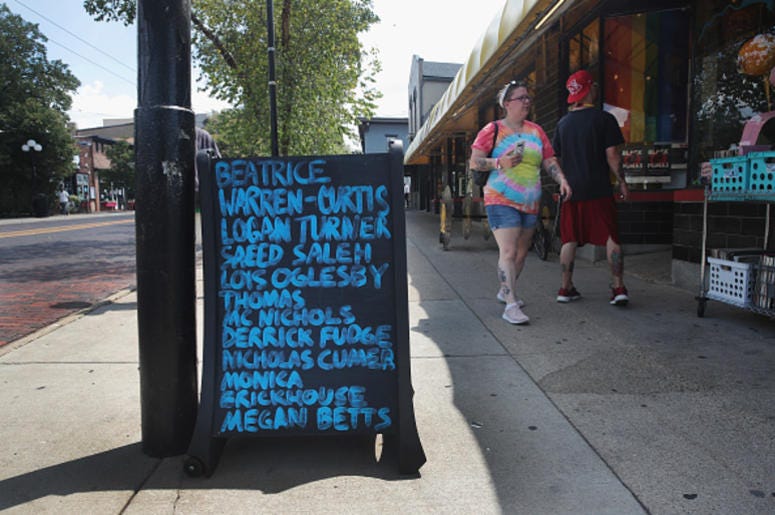 BEATRICE
WARREN-CURTIS
LOGAN TURNER
SAEED SALEH
LOIS OGLESBY
THOMAS
MC NICHOLS
DERRICK FUDGE
NICHOLAS CUMER
MONICA
BRICKHOUSE
MEGAN BETTS